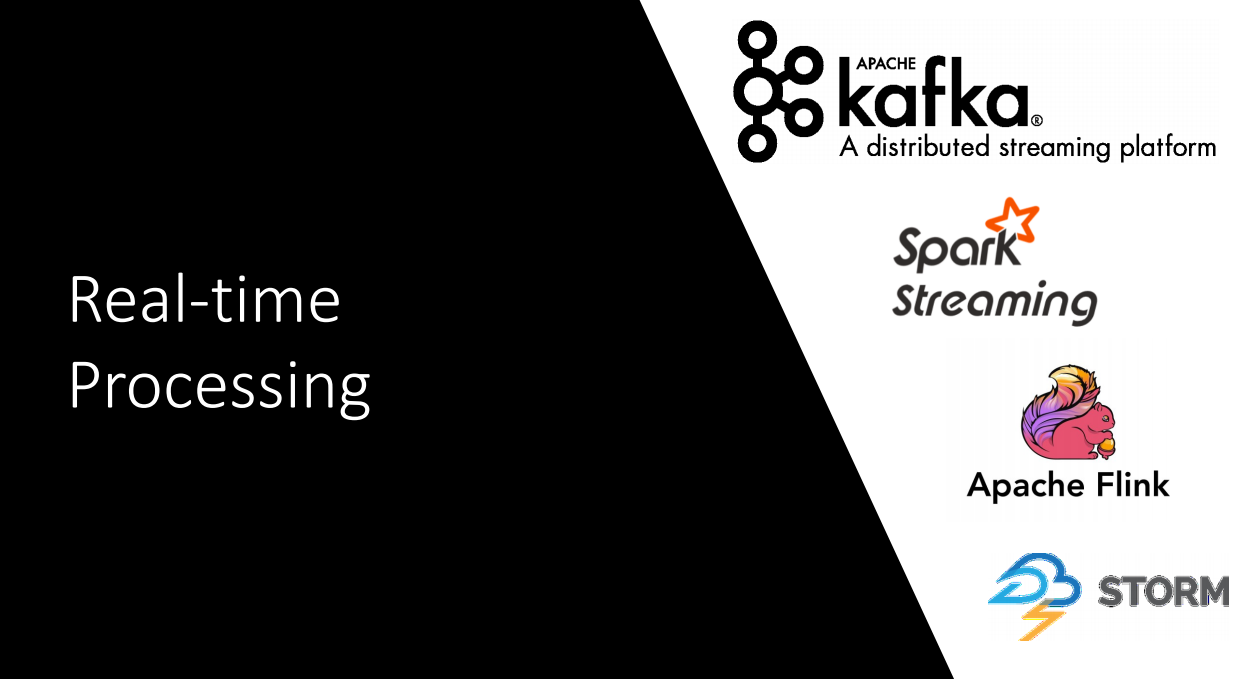 Real-time
Processing
APACHE
kafka®
A distributed streaming platform
Spark
Streaming
Apache Flink
STORM